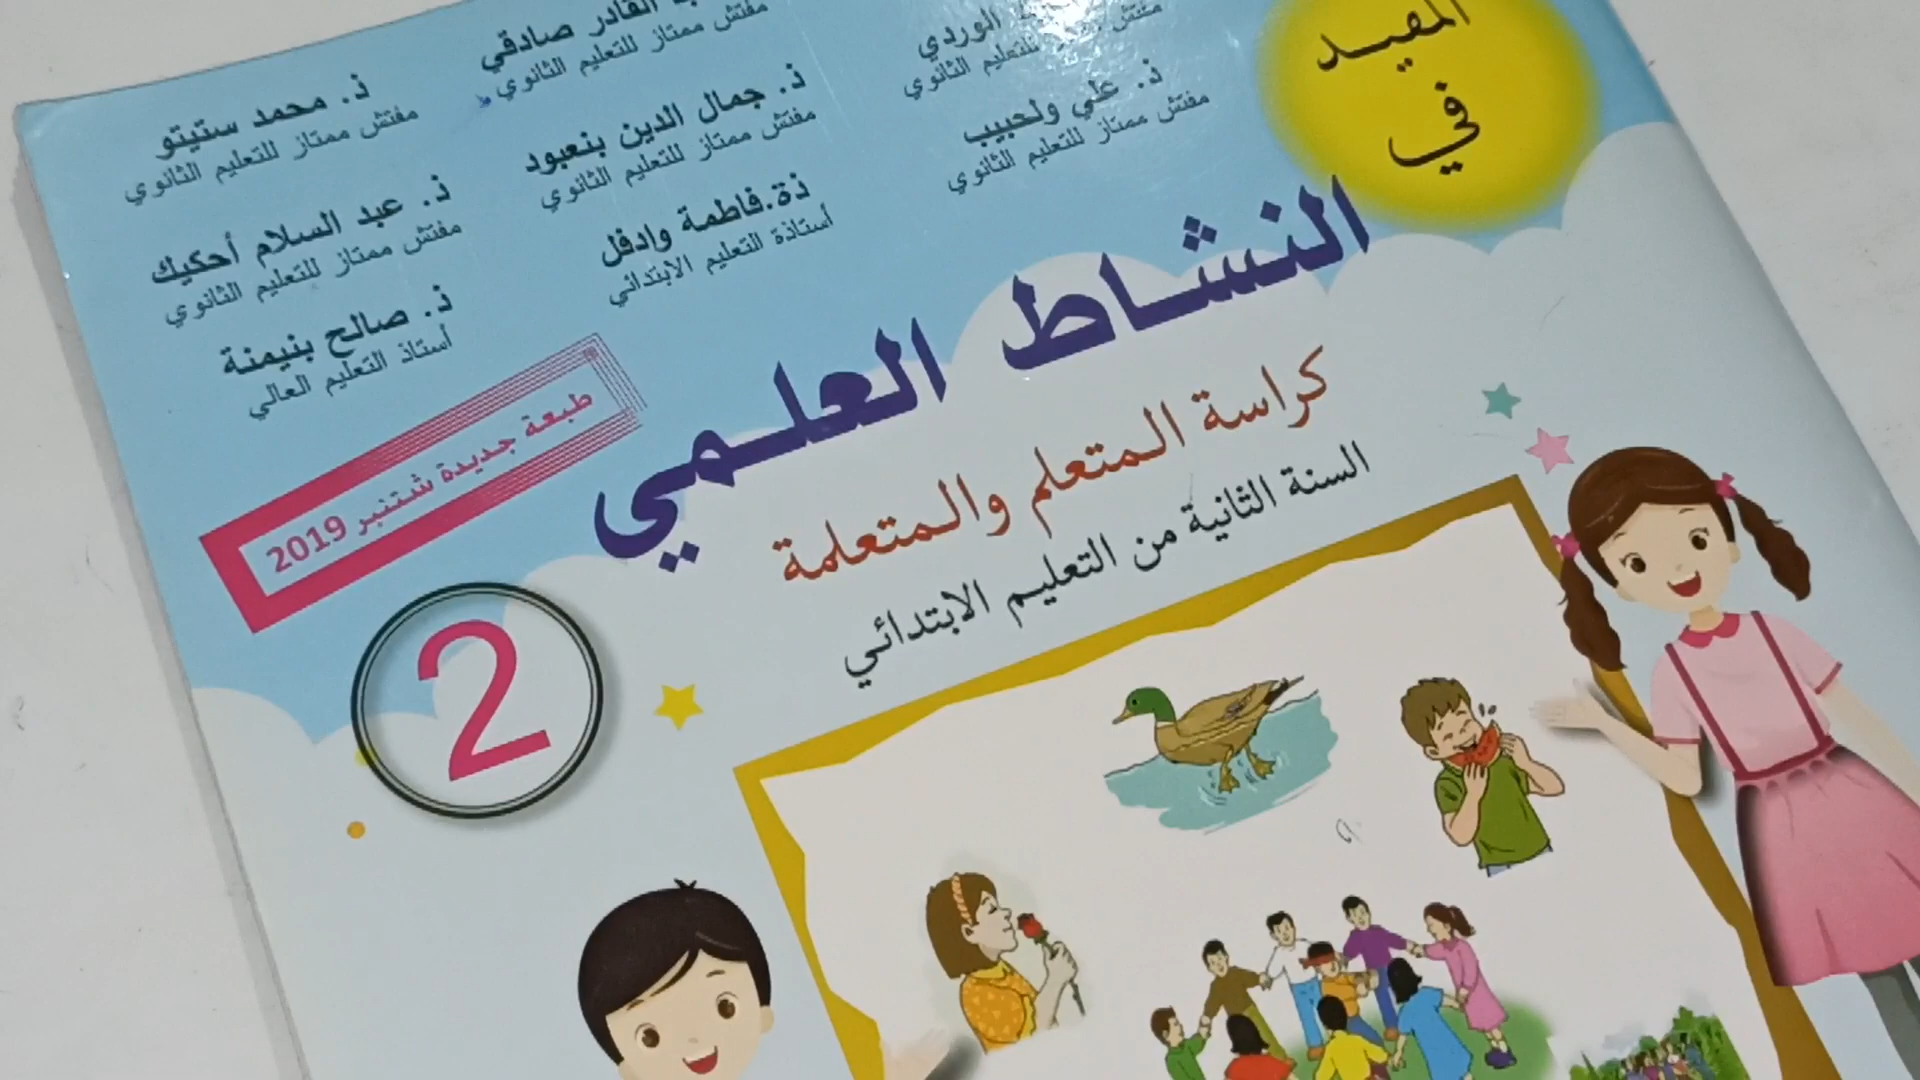 المفيد
في
الوردي
مفتش ممتاز للتعليم الثانوي
ذ. علي ولحبيب
مفتش ممتاز للتعليم الثانوي
القادر صادقي
مفتش ممتاز للتعليم الثانوي
ذ. جمال الدين بنعبود
مفتش ممتاز للتعليم الثانوي
ذة.فاطمة وادفل
أستاذة التعليم الابتدائي
ذ. محمد ستيتو
مفتش ممتاز للتعليم الثانوي
ذ. عبد السلام أحكيك
مفتش ممتاز للتعليم الثانوي
ذ. صالح بنيمنة
أستاذ التعليم العالي
النشاط العلمي
كراسة المتعلم والمتعلمة
السنة الثانية من التعليم الابتدائي
طبعة جديدة شتنبر 2019
2